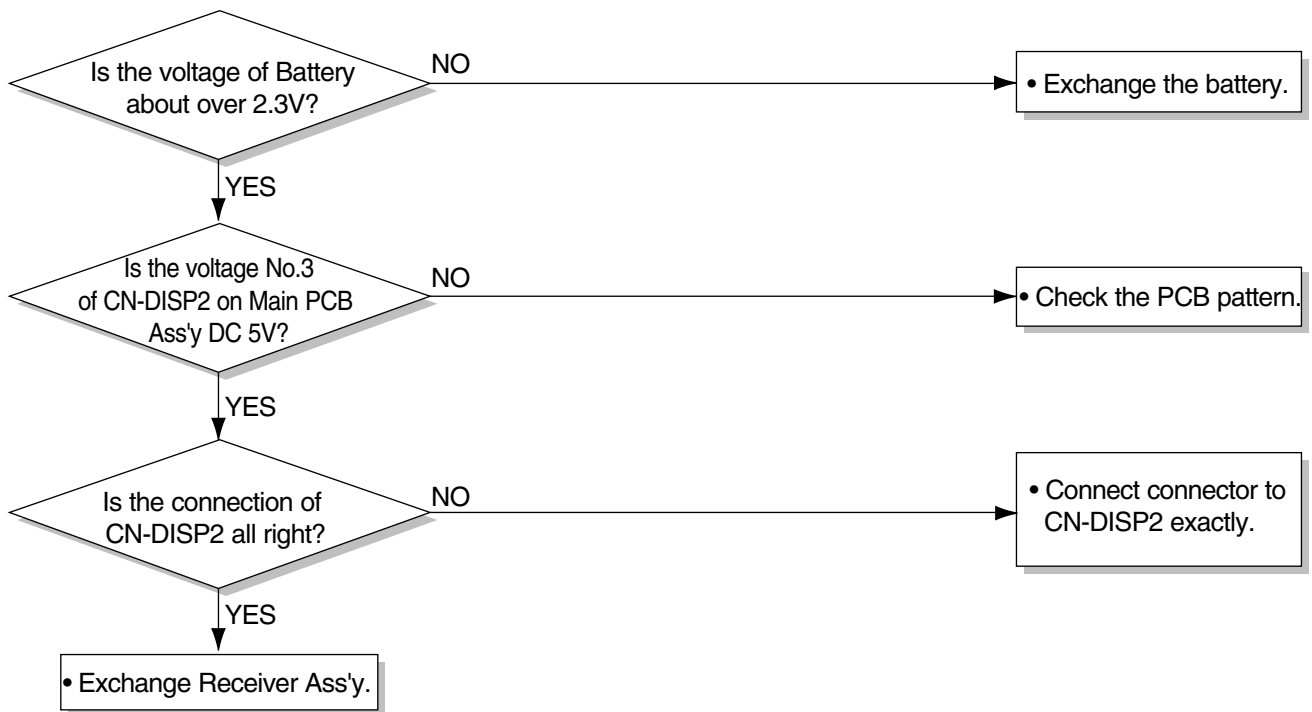 Is the voltage of Battery
about over 2.3V?
NO
• Exchange the battery.
YES
Is the voltage No.3
of CN-DISP2 on Main PCB
Ass'y DC 5V?
NO
• Check the PCB pattern.
YES
Is the connection of
CN-DISP2 all right?
NO
• Connect connector to
CN-DISP2 exactly.
YES
• Exchange Receiver Ass'y.